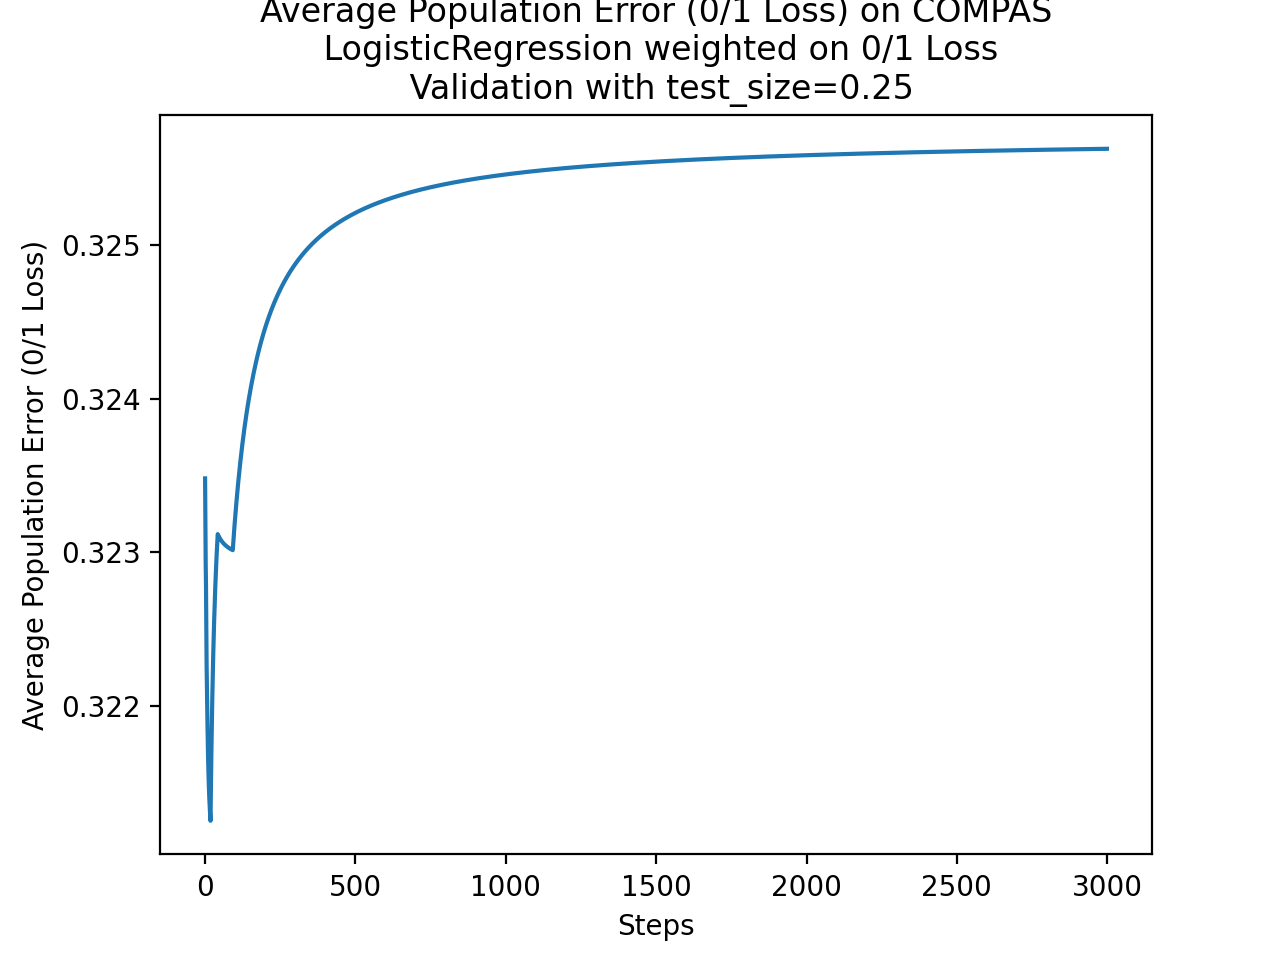 Average Population Error (0/1 Loss) on COMPAS
LogisticRegression weighted on 0/1 Loss
Validation with test_size=0.25
Average Population Error (0/1 Loss)
0.325
0.324
0.323
0.322
0 500 1000 1500 2000 2500 3000
Steps